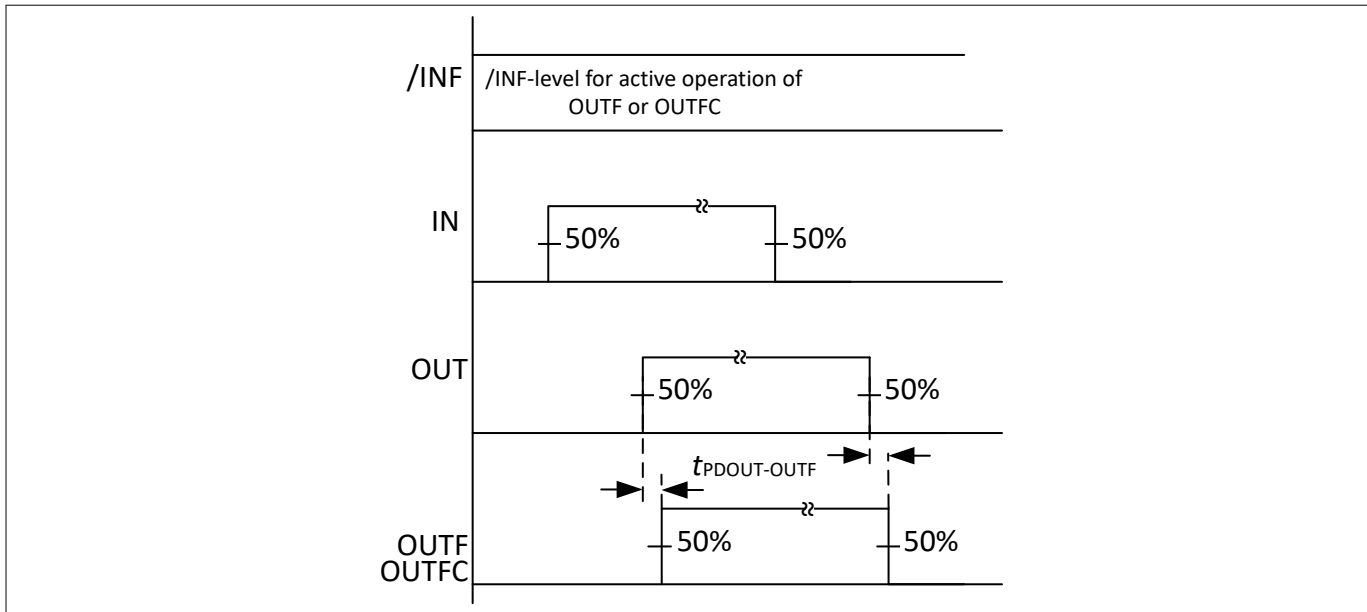 /INF
/INF-level for active operation of
OUTF or OUTFC
IN
50%
50%
OUT
50%
50%
tPDOUT-OUTF
OUTF
OUTFC
50%
50%